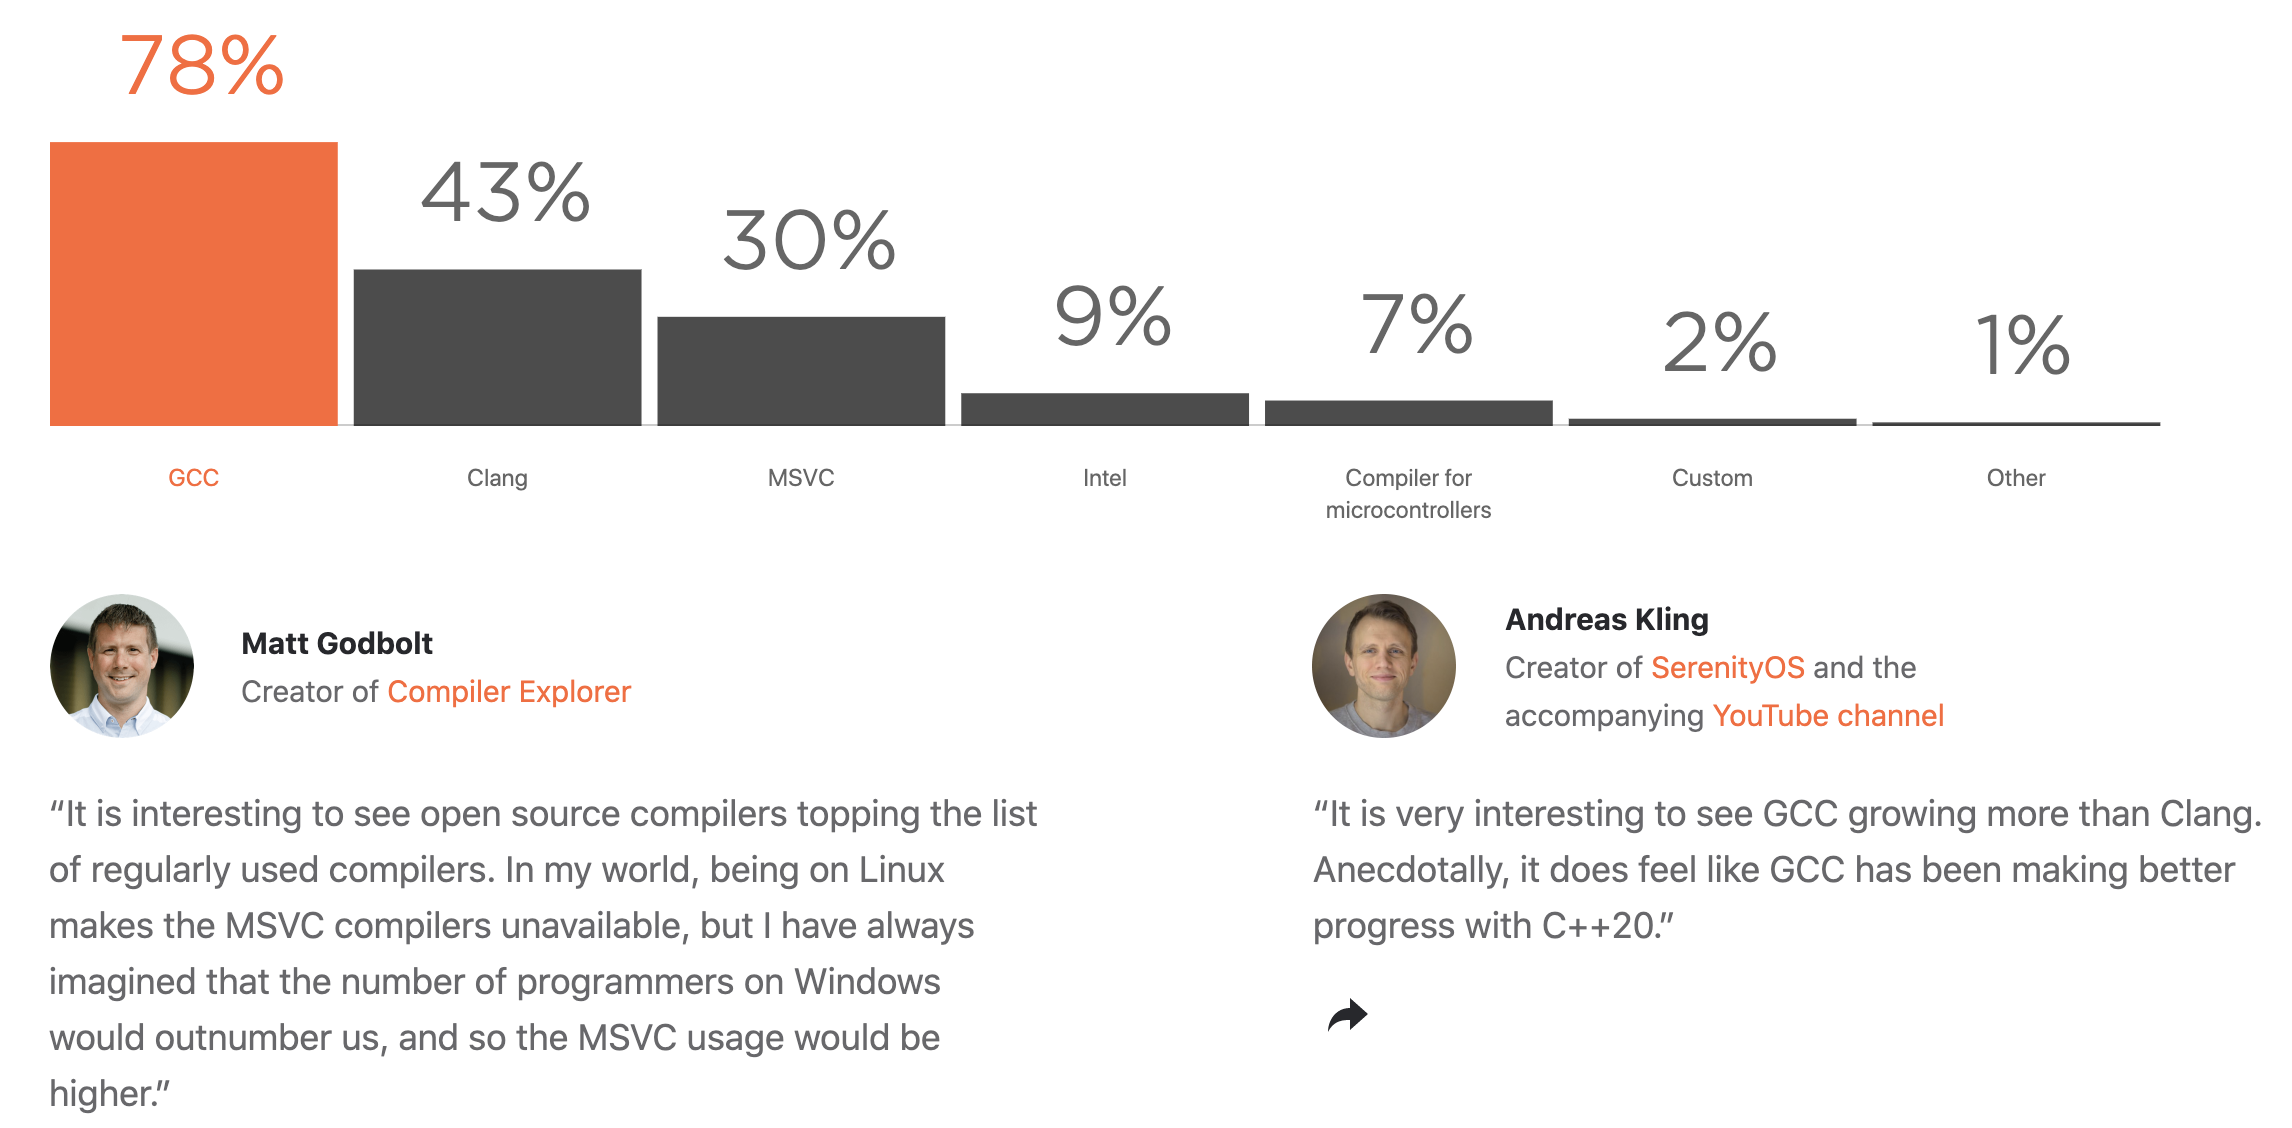 78%
43%
30%
9%
7%
2%
1%
GCC
Clang
MSVC
Intel
Compiler for
microcontrollers
Custom
Other
Matt Godbolt
Creator of Compiler Explorer
“It is interesting to see open source compilers topping the list
of regularly used compilers. In my world, being on Linux
makes the MSVC compilers unavailable, but I have always
imagined that the number of programmers on Windows
would outnumber us, and so the MSVC usage would be
higher.”
Andreas Kling
Creator of SerenityOS and the
accompanying YouTube channel
“It is very interesting to see GCC growing more than Clang.
Anecdotally, it does feel like GCC has been making better
progress with C++20.”